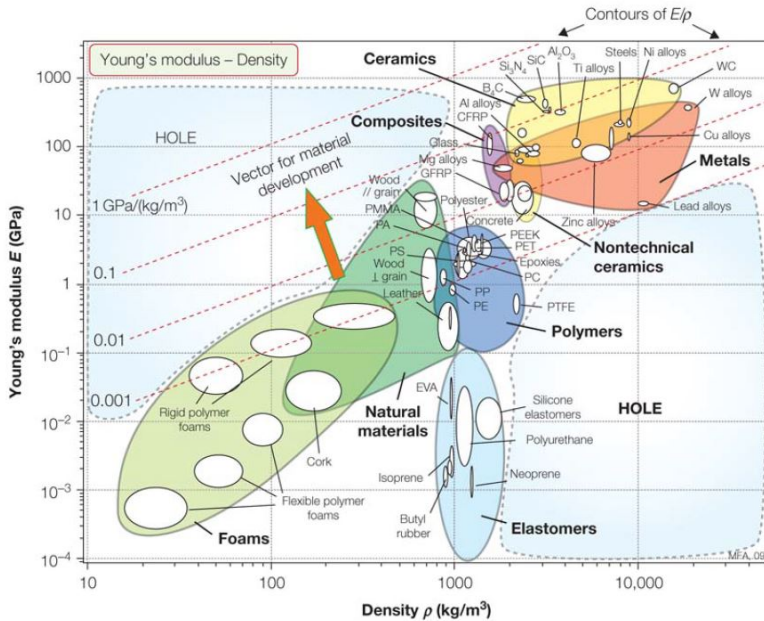 Contours of E/ρ
Young's modulus – Density
Ceramics
Si₃N₄
SiC
Al₂O₃
Ti alloys
Steels
Ni alloys
WC
B₄C
Al alloys
CFRP
W alloys
HOLE
Composites
Glass
Cu alloys
Vector for material
development
Mg alloys
GFRP
Metals
Wood
// grain
Polyester
1 GPa/(kg/m³)
PMMA
Concrete
Zinc alloys
Lead alloys
PA
PEEK
PET
Nontechnical
ceramics
PS
Epoxies
0.1
Wood
⊥ grain
PC
PP
Leather
PE
PTFE
0.01
Polymers
0.001
EVA
Silicone
elastomers
HOLE
Rigid polymer
foams
Natural
materials
Cork
Polyurethane
Isoprene
Neoprene
Flexible polymer
foams
Butyl
rubber
Foams
Elastomers
MFA, 09
Young's modulus E (GPa)
1000
100
10
1
10⁻¹
10⁻²
10⁻³
10⁻⁴
10
100
1000
10,000
Density ρ (kg/m³)